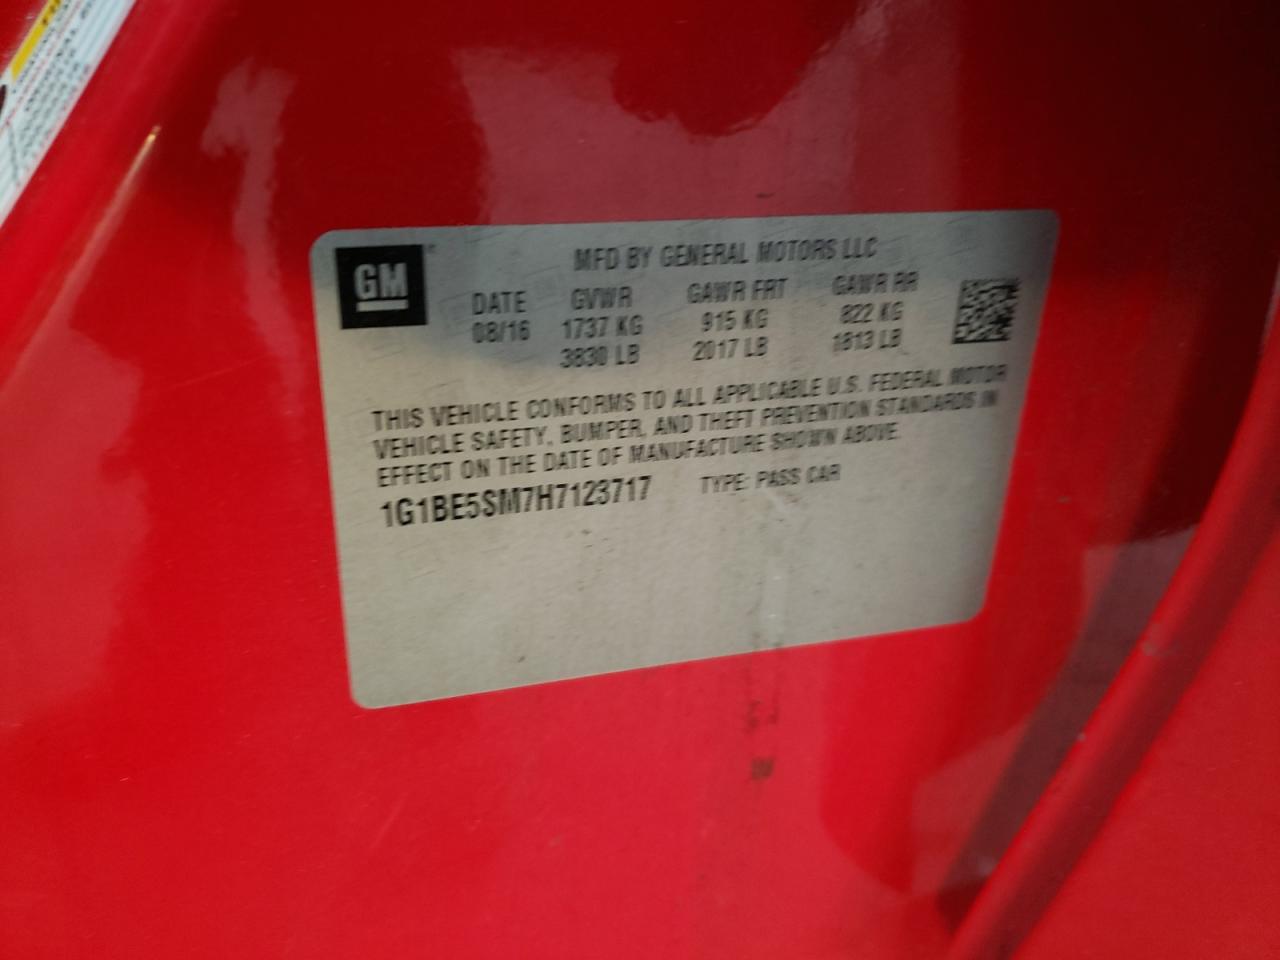 GM
MFD BY GENERAL MOTORS LLC
DATE GVWR GAWR FRT GAWR RR
08/16 1737 KG 915 KG 822 KG
3830 LB 2017 LB 1813 LB
THIS VEHICLE CONFORMS TO ALL APPLICABLE U.S. FEDERAL MOTOR
VEHICLE SAFETY, BUMPER, AND THEFT PREVENTION STANDARDS IN
EFFECT ON THE DATE OF MANUFACTURE SHOWN ABOVE.
1G1BE5SM7H7123717 TYPE: PASS CAR